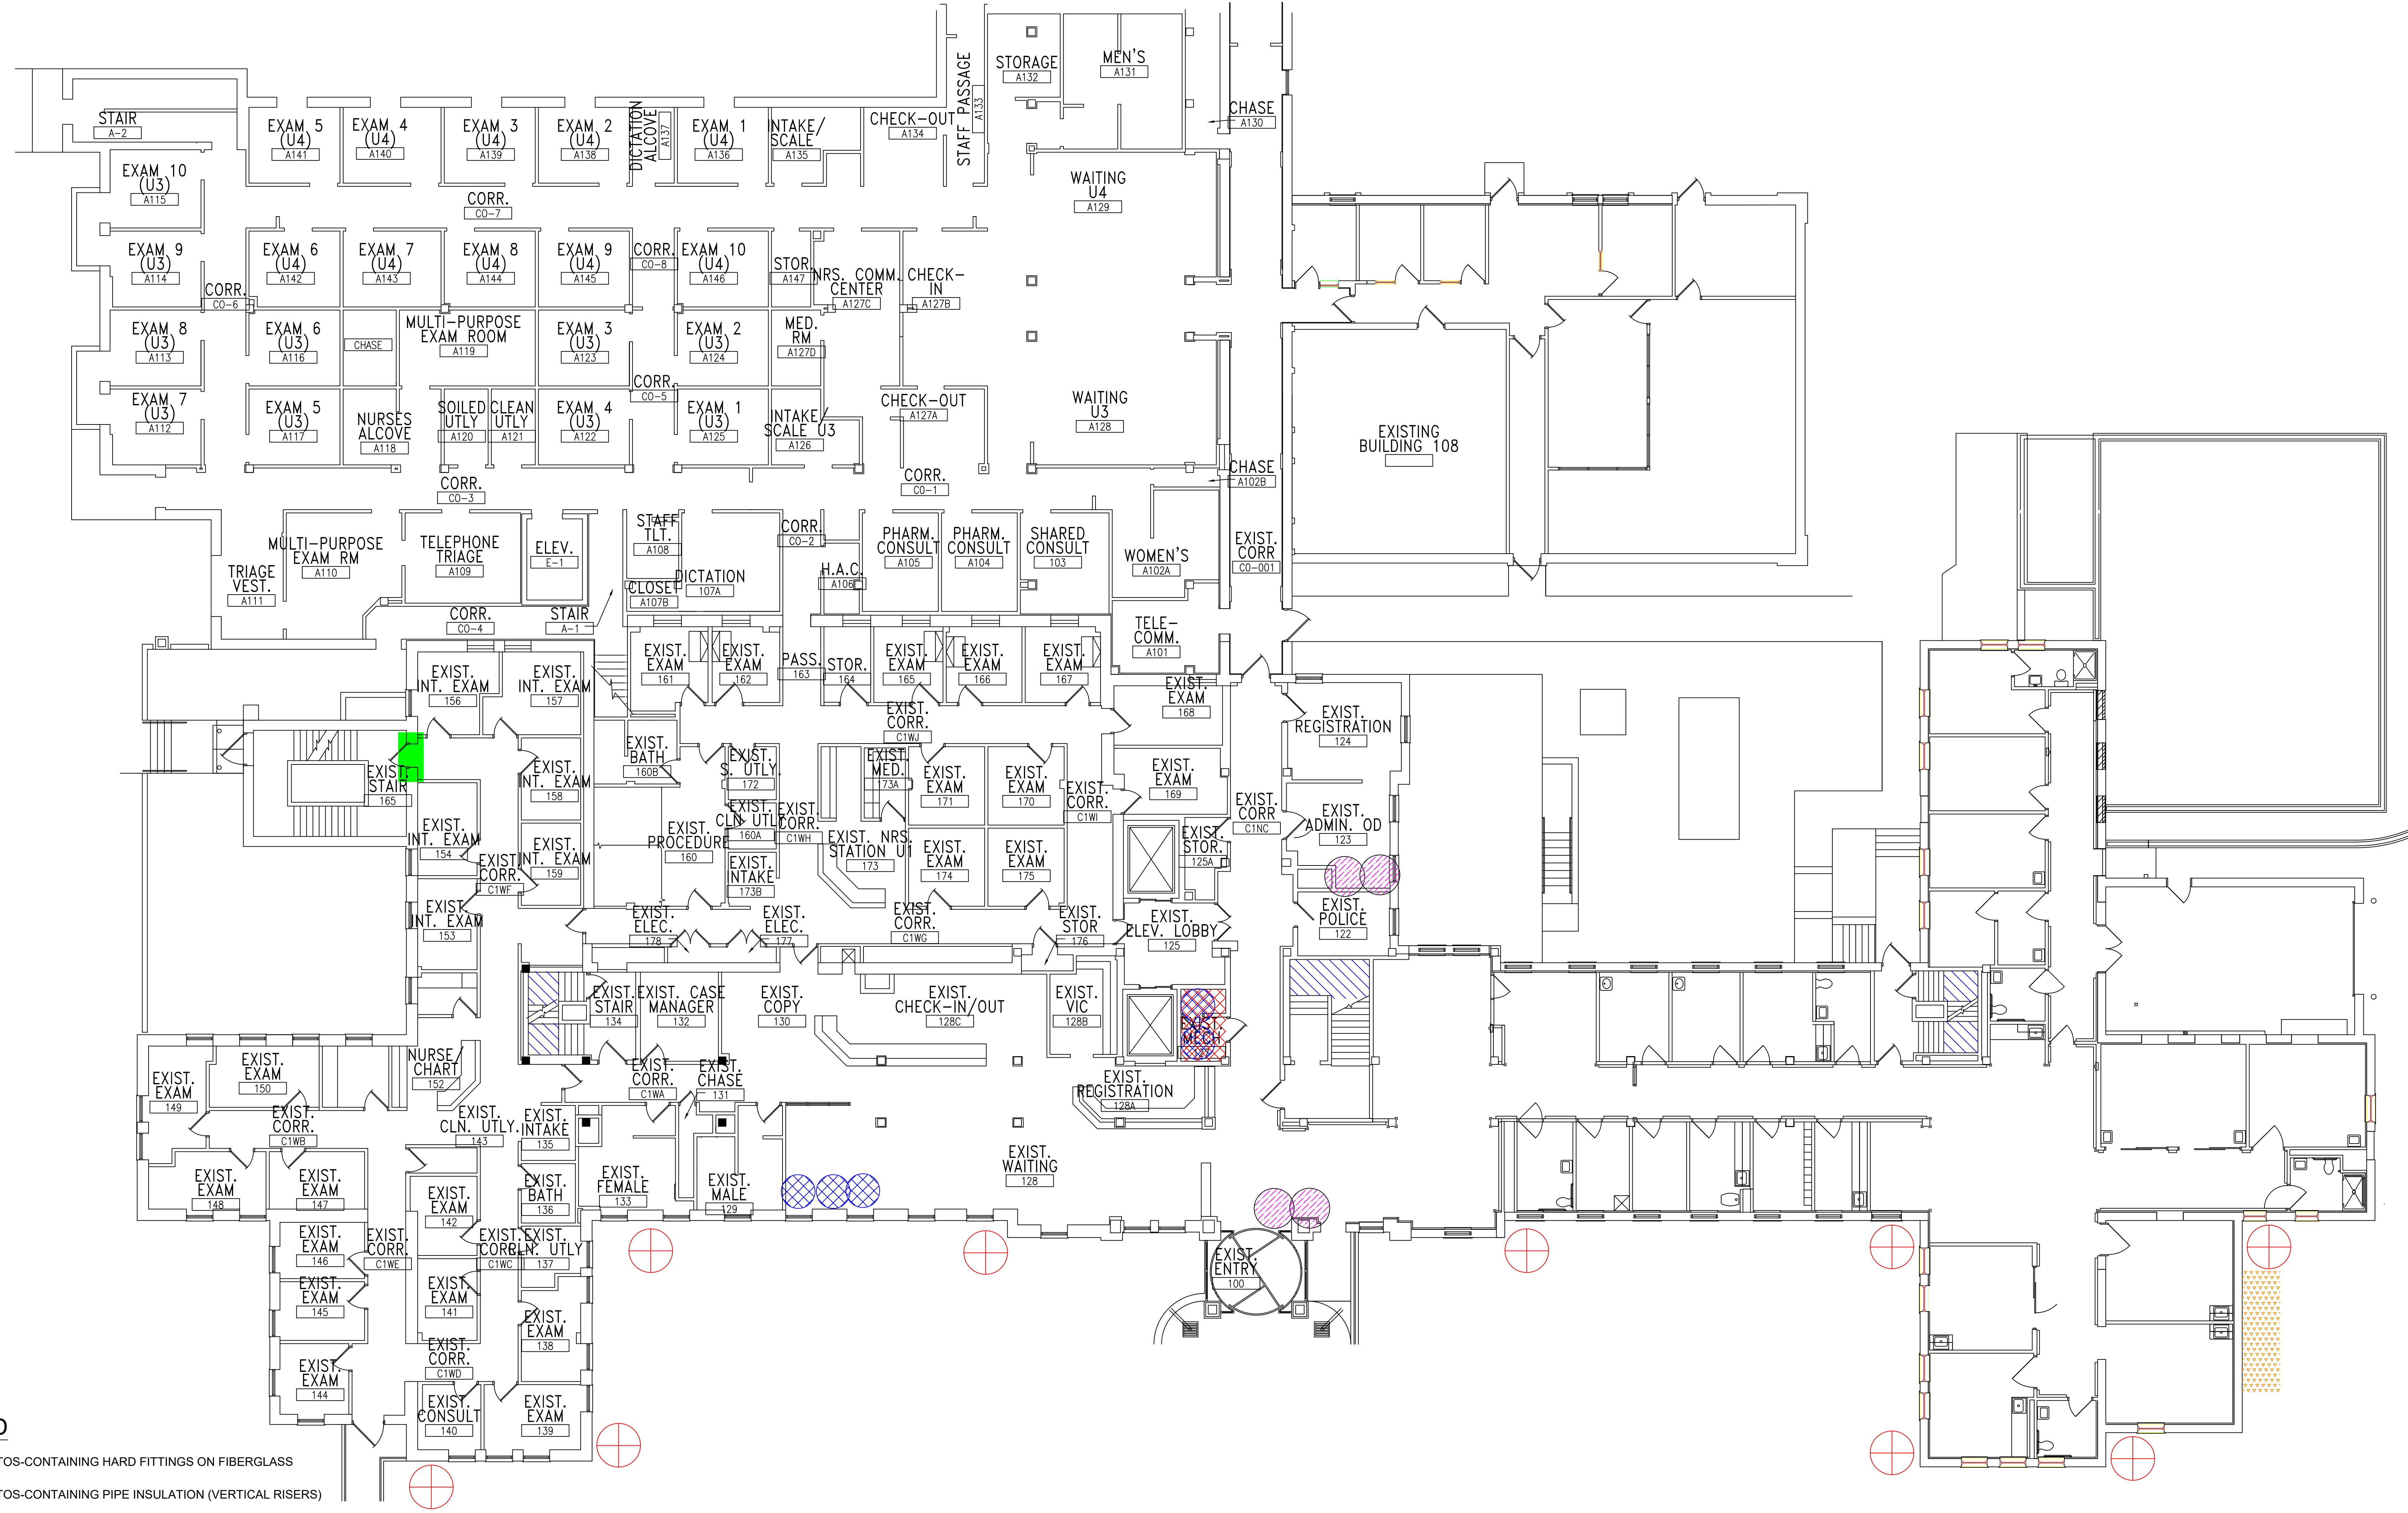 STORAGE
A132
MEN'S
A131
STAFF PASSAGE
A133
CHASE
A130
STAIR
A-2
EXAM 5
(U4)
A141
EXAM 4
(U4)
A140
EXAM 3
(U4)
A139
EXAM 2
(U4)
A138
DICTATION
ALCOVE
A137
EXAM 1
(U4)
A136
INTAKE/
SCALE
A135
CHECK-OUT
A134
EXAM 10
(U3)
A115
CORR.
CO-7
WAITING
U4
A129
EXAM 9
(U3)
A114
CORR.
CO-6
EXAM 6
(U4)
A142
EXAM 7
(U4)
A143
EXAM 8
(U4)
A144
EXAM 9
(U4)
A145
CORR.
CO-8
EXAM 10
(U4)
A146
STOR.
A147
NRS. COMM.
CENTER
A127C
CHECK-
IN
A127B
EXAM 8
(U3)
A113
EXAM 6
(U3)
A116
CHASE
MULTI-PURPOSE
EXAM ROOM
A119
EXAM 3
(U3)
A123
EXAM 2
(U3)
A124
MED.
RM
A127D
CORR.
CO-5
EXAM 7
(U3)
A112
EXAM 5
(U3)
A117
NURSES
ALCOVE
A118
SOILED
UTLY
A120
CLEAN
UTLY
A121
EXAM 4
(U3)
A122
EXAM 1
(U3)
A125
INTAKE/
SCALE U3
A126
CHECK-OUT
A127A
WAITING
U3
A128
EXISTING
BUILDING 108
CORR.
CO-3
CORR.
CO-1
CHASE
A102B
TRIAGE
VEST.
A111
MULTI-PURPOSE
EXAM RM
A110
TELEPHONE
TRIAGE
A109
ELEV.
E-1
STAFF
TLT.
A108
DICTATION
107A
CLOSET
A107B
CORR.
CO-2
H.A.C.
A106
PHARM.
CONSULT
A105
PHARM.
CONSULT
A104
SHARED
CONSULT
103
WOMEN'S
A102A
EXIST.
CORR
CO-001
CORR.
CO-4
STAIR
A-1
TELE-
COMM.
A101
EXIST.
INT. EXAM
156
EXIST.
INT. EXAM
157
EXIST.
EXAM
161
EXIST.
EXAM
162
PASS.
163
STOR.
164
EXIST.
EXAM
165
EXIST.
EXAM
166
EXIST.
EXAM
167
EXIST.
EXAM
168
EXIST.
REGISTRATION
124
EXIST.
CORR.
C1WJ
EXIST.
STAIR
165
EXIST.
INT. EXAM
158
EXIST.
BATH
160B
EXIST.
S. UTLY.
172
EXIST.
MED.
173A
EXIST.
EXAM
171
EXIST.
EXAM
170
EXIST.
CORR.
C1WI
EXIST.
EXAM
169
EXIST.
CORR
C1NC
EXIST.
ADMIN. OD
123
EXIST.
INT. EXAM
154
EXIST.
CORR.
C1WF
EXIST.
INT. EXAM
159
EXIST.
PROCEDURE
160
EXIST.
CLN UTLY
160A
EXIST.
CORR.
C1WH
EXIST.
INTAKE
173B
EXIST. NRS.
STATION U1
173
EXIST.
EXAM
174
EXIST.
EXAM
175
EXIST.
STOR.
125A
EXIST.
INT. EXAM
153
EXIST.
ELEC.
178
EXIST.
ELEC.
177
EXIST.
CORR.
C1WG
EXIST.
STOR
176
EXIST.
ELEV. LOBBY
125
EXIST.
POLICE
122
EXIST.
STAIR
134
EXIST. CASE
MANAGER
132
EXIST.
COPY
130
EXIST.
CHECK-IN/OUT
128C
EXIST.
VIC
128B
EXIST.
MECH
NURSE/
CHART
152
EXIST.
EXAM
149
EXIST.
EXAM
150
EXIST.
CORR.
C1WA
EXIST.
CHASE
131
EXIST.
REGISTRATION
128A
EXIST.
CORR.
C1WB
EXIST.
CLN. UTLY.
143
EXIST.
INTAKE
135
EXIST.
WAITING
128
EXIST.
EXAM
148
EXIST.
EXAM
147
EXIST.
EXAM
142
EXIST.
BATH
136
EXIST.
FEMALE
133
EXIST.
MALE
129
EXIST.
EXAM
146
EXIST.
CORR.
C1WE
EXIST.
CORR.
C1WC
EXIST.
CLN. UTLY
137
EXIST.
ENTRY
100
EXIST.
EXAM
145
EXIST.
EXAM
141
EXIST.
EXAM
138
EXIST.
CORR.
C1WD
EXIST.
EXAM
144
EXIST.
CONSULT
140
EXIST.
EXAM
139
D
TOS-CONTAINING HARD FITTINGS ON FIBERGLASS
TOS-CONTAINING PIPE INSULATION (VERTICAL RISERS)